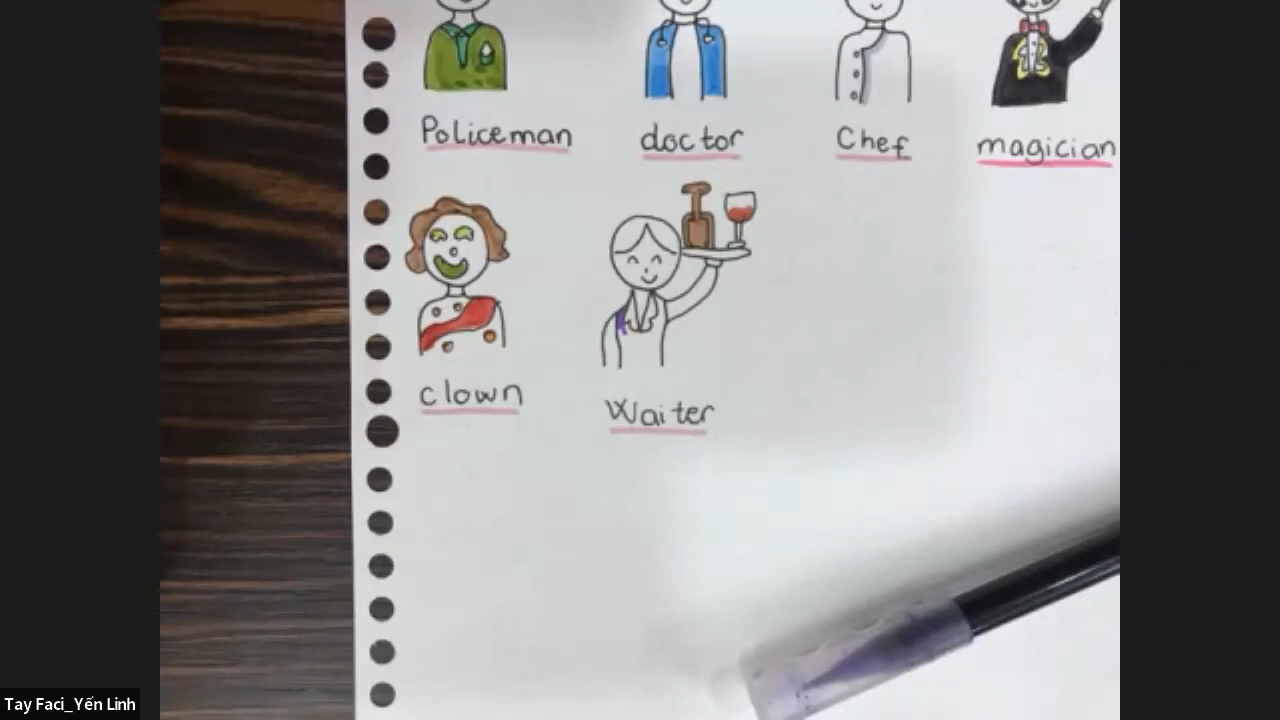 Policeman doctor Chef magician
clown Waiter
Tay Faci_Yến Linh